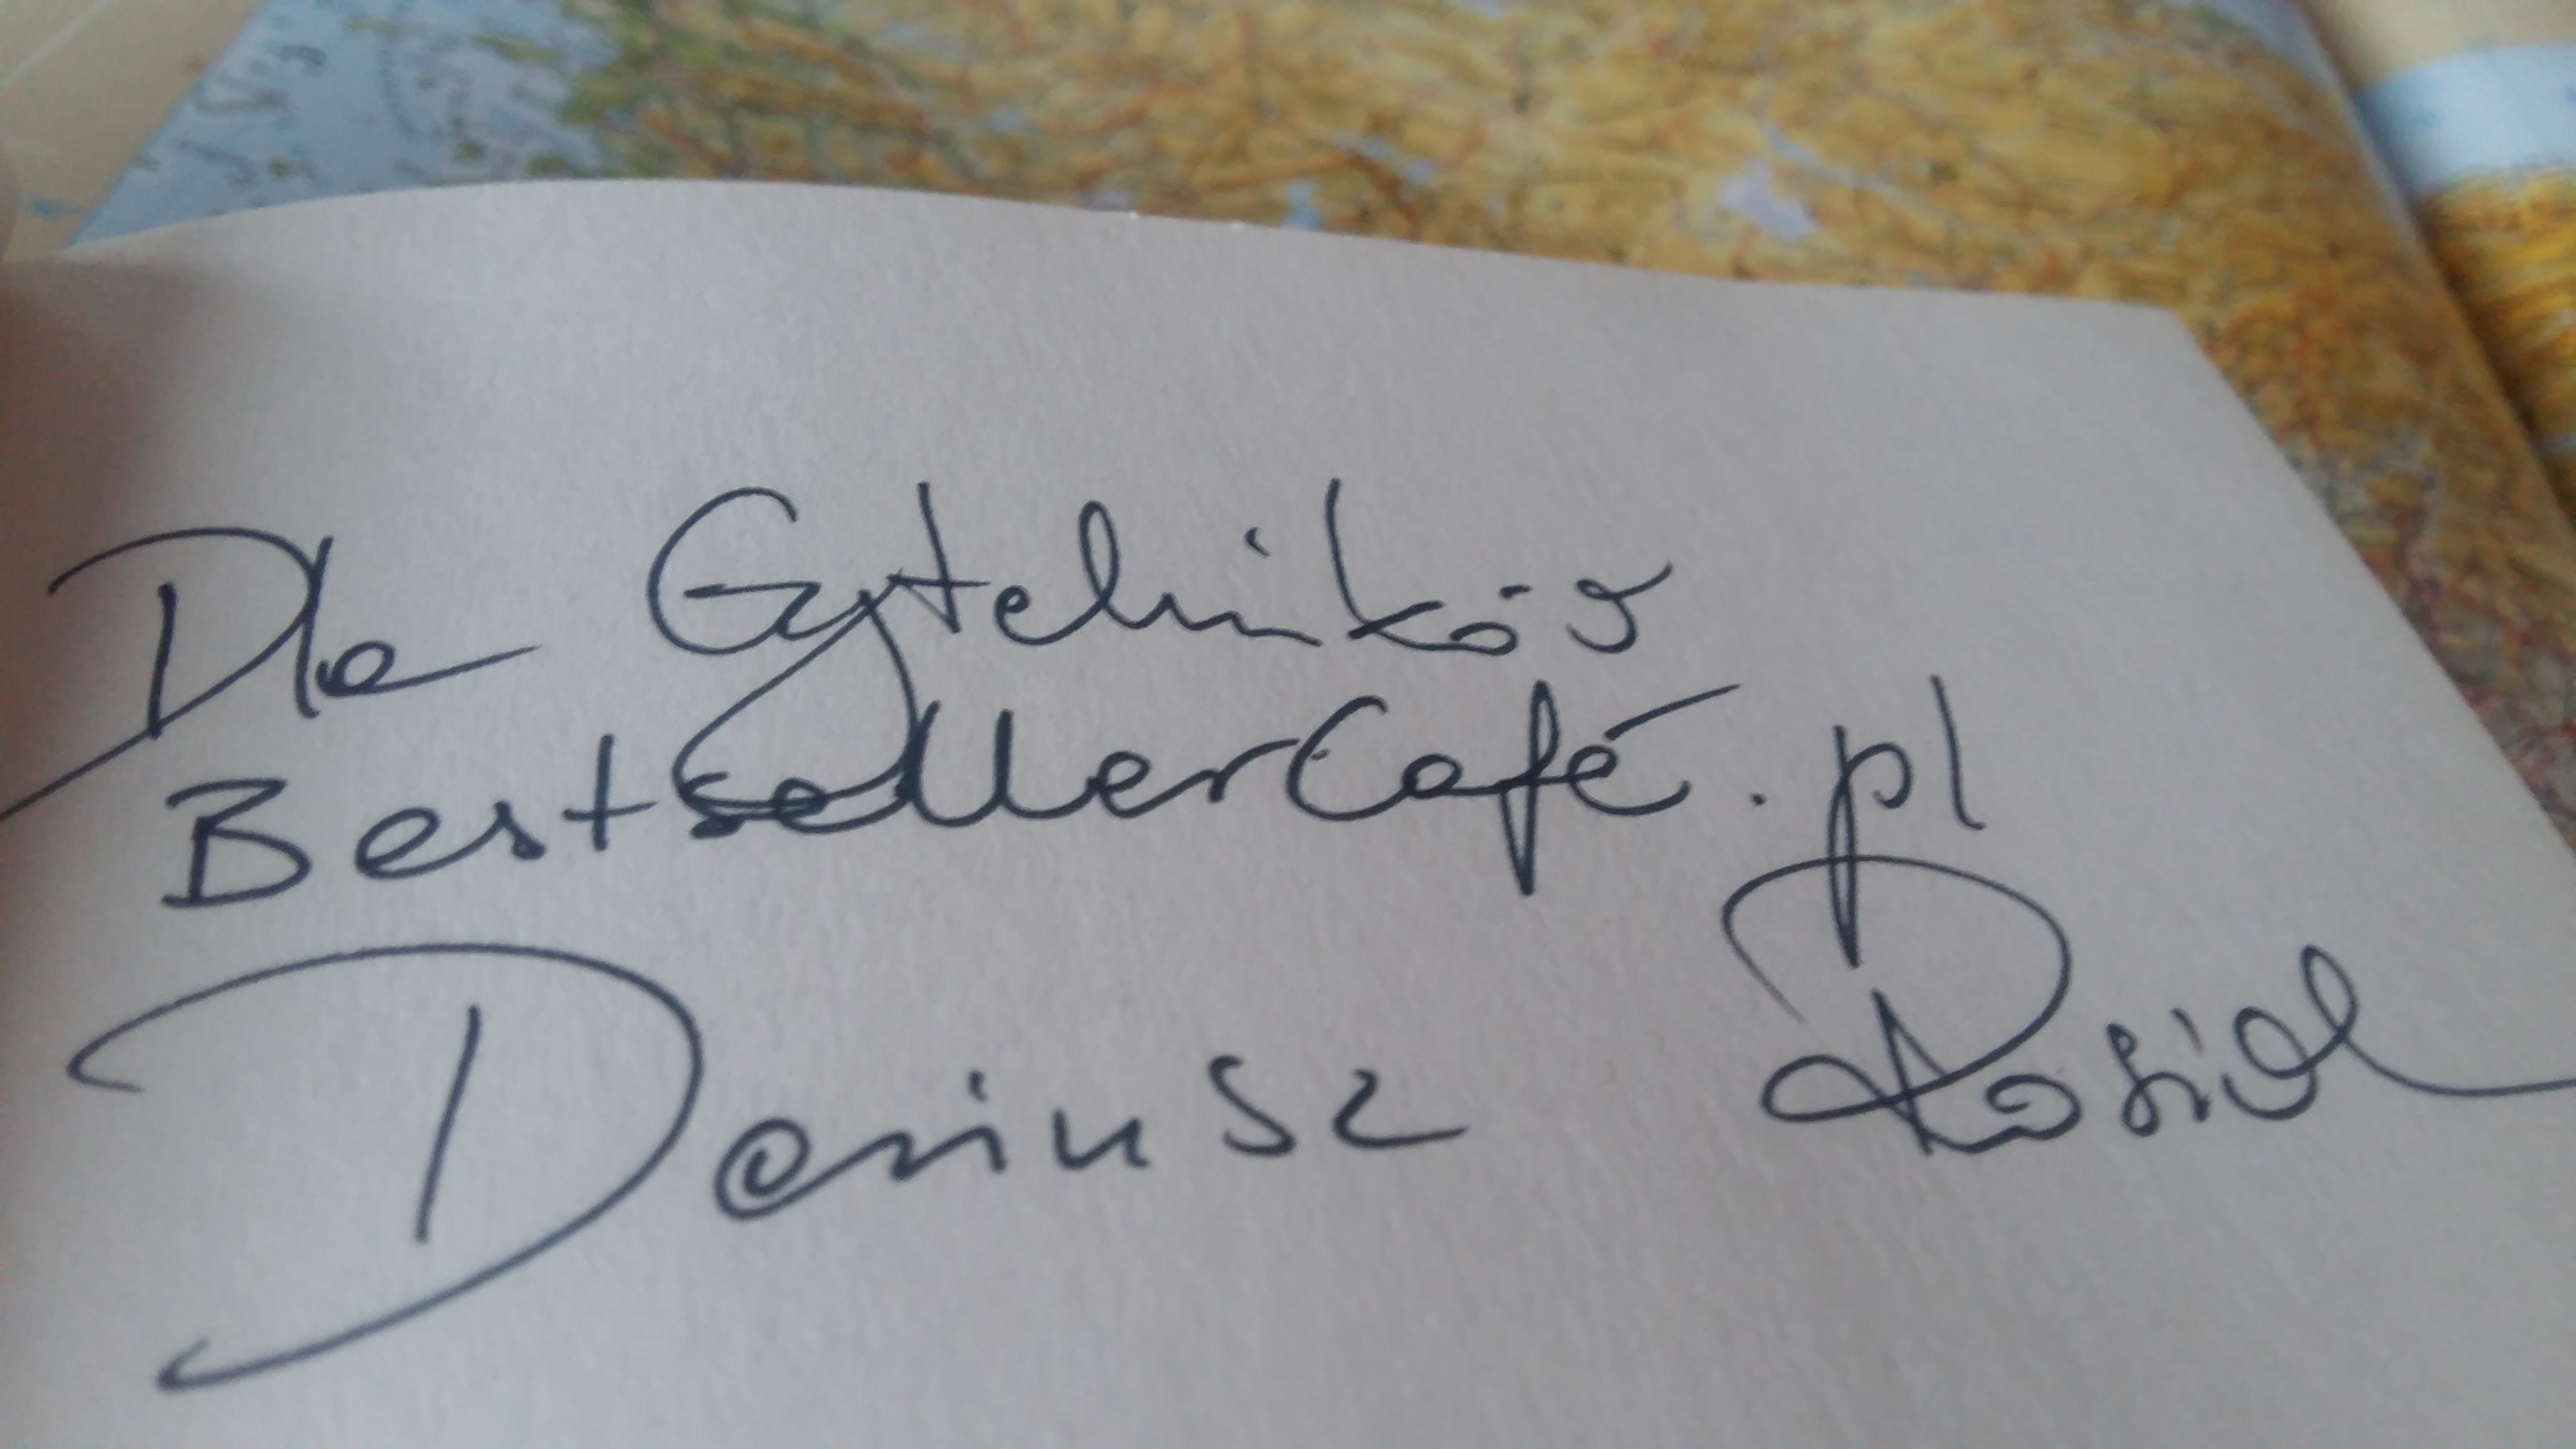 Dla Czytelników
BestsellerCafé.pl
Dariusz Rosiak